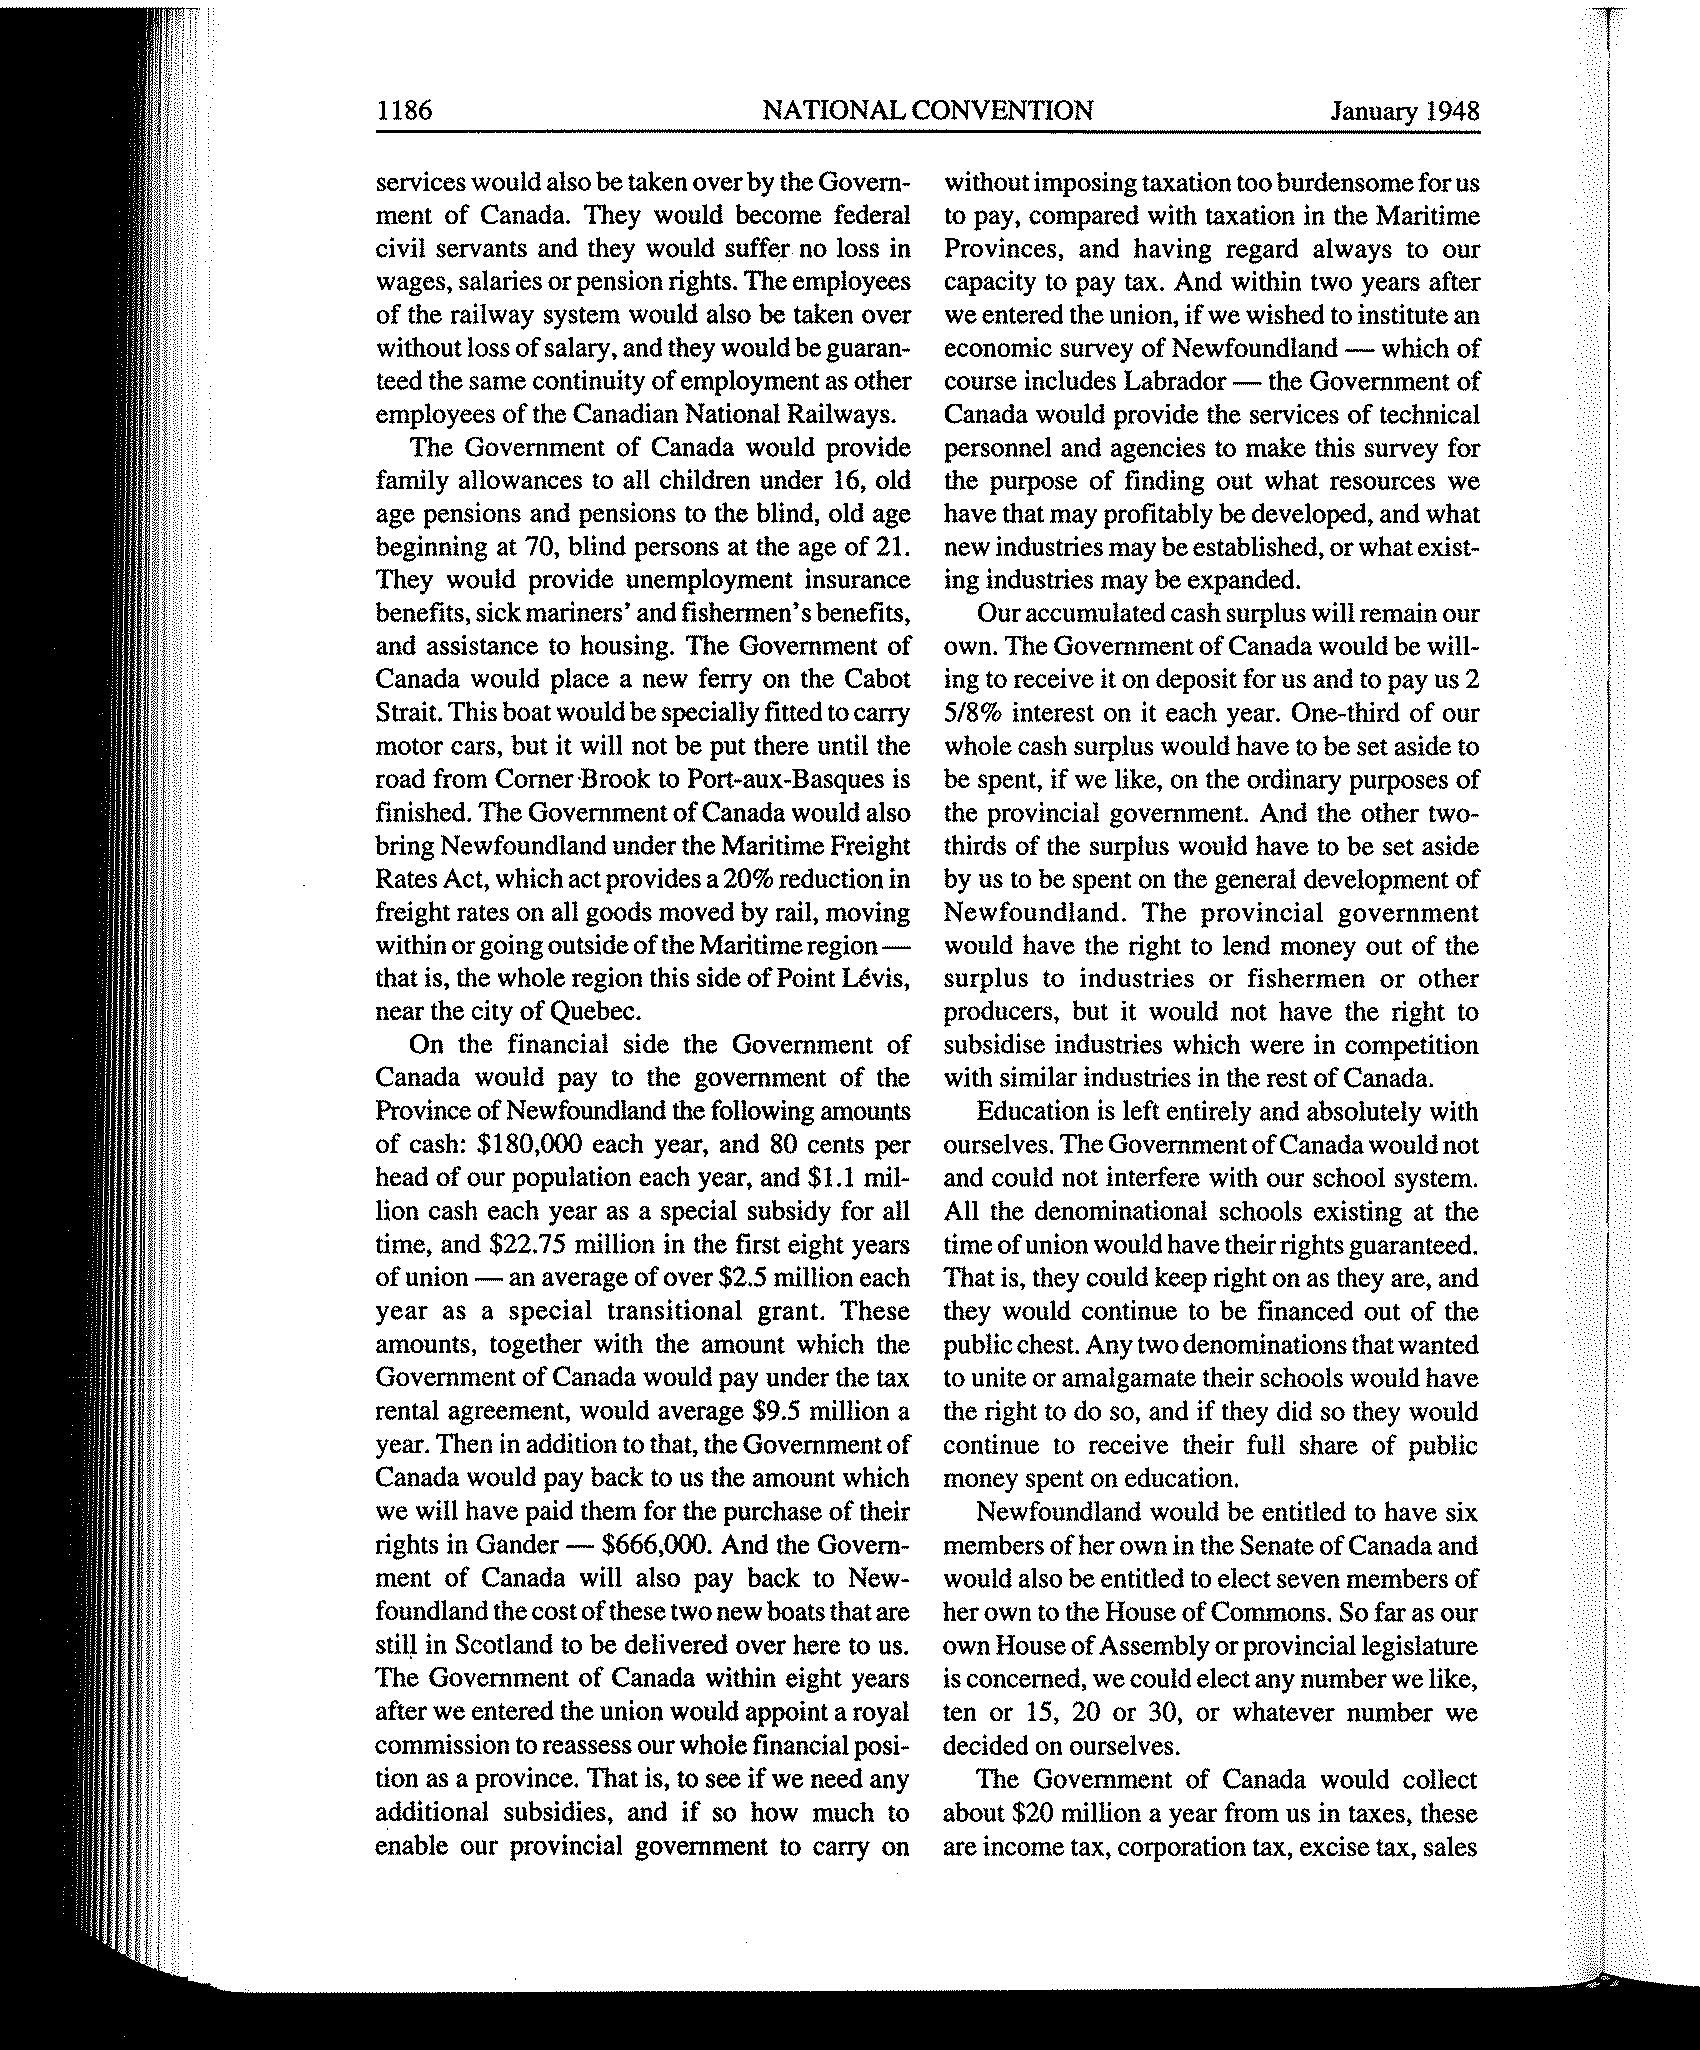 1186 NATIONAL CONVENTION January 1948
services would also be taken over by the Govern-
ment of Canada. They would become federal
civil servants and they would suffer no loss in
wages, salaries or pension rights. The employees
of the railway system would also be taken over
without loss of salary, and they would be guaran-
teed the same continuity of employment as other
employees of the Canadian National Railways.
The Government of Canada would provide
family allowances to all children under 16, old
age pensions and pensions to the blind, old age
beginning at 70, blind persons at the age of 21.
They would provide unemployment insurance
benefits, sick mariners' and fishermen's benefits,
and assistance to housing. The Government of
Canada would place a new ferry on the Cabot
Strait. This boat would be specially fitted to carry
motor cars, but it will not be put there until the
road from Corner Brook to Port-aux-Basques is
finished. The Government of Canada would also
bring Newfoundland under the Maritime Freight
Rates Act, which act provides a 20% reduction in
freight rates on all goods moved by rail, moving
within or going outside of the Maritime region —
that is, the whole region this side of Point Lévis,
near the city of Quebec.
On the financial side the Government of
Canada would pay to the government of the
Province of Newfoundland the following amounts
of cash: $180,000 each year, and 80 cents per
head of our population each year, and $1.1 mil-
lion cash each year as a special subsidy for all
time, and $22.75 million in the first eight years
of union — an average of over $2.5 million each
year as a special transitional grant. These
amounts, together with the amount which the
Government of Canada would pay under the tax
rental agreement, would average $9.5 million a
year. Then in addition to that, the Government of
Canada would pay back to us the amount which
we will have paid them for the purchase of their
rights in Gander — $666,000. And the Govern-
ment of Canada will also pay back to New-
foundland the cost of these two new boats that are
still in Scotland to be delivered over here to us.
The Government of Canada within eight years
after we entered the union would appoint a royal
commission to reassess our whole financial posi-
tion as a province. That is, to see if we need any
additional subsidies, and if so how much to
enable our provincial government to carry on
without imposing taxation too burdensome for us
to pay, compared with taxation in the Maritime
Provinces, and having regard always to our
capacity to pay tax. And within two years after
we entered the union, if we wished to institute an
economic survey of Newfoundland — which of
course includes Labrador — the Government of
Canada would provide the services of technical
personnel and agencies to make this survey for
the purpose of finding out what resources we
have that may profitably be developed, and what
new industries may be established, or what exist-
ing industries may be expanded.
Our accumulated cash surplus will remain our
own. The Government of Canada would be will-
ing to receive it on deposit for us and to pay us 2
5/8% interest on it each year. One-third of our
whole cash surplus would have to be set aside to
be spent, if we like, on the ordinary purposes of
the provincial government. And the other two-
thirds of the surplus would have to be set aside
by us to be spent on the general development of
Newfoundland. The provincial government
would have the right to lend money out of the
surplus to industries or fishermen or other
producers, but it would not have the right to
subsidise industries which were in competition
with similar industries in the rest of Canada.
Education is left entirely and absolutely with
ourselves. The Government of Canada would not
and could not interfere with our school system.
All the denominational schools existing at the
time of union would have their rights guaranteed.
That is, they could keep right on as they are, and
they would continue to be financed out of the
public chest. Any two denominations that wanted
to unite or amalgamate their schools would have
the right to do so, and if they did so they would
continue to receive their full share of public
money spent on education.
Newfoundland would be entitled to have six
members of her own in the Senate of Canada and
would also be entitled to elect seven members of
her own to the House of Commons. So far as our
own House of Assembly or provincial legislature
is concerned, we could elect any number we like,
ten or 15, 20 or 30, or whatever number we
decided on ourselves.
The Government of Canada would collect
about $20 million a year from us in taxes, these
are income tax, corporation tax, excise tax, sales